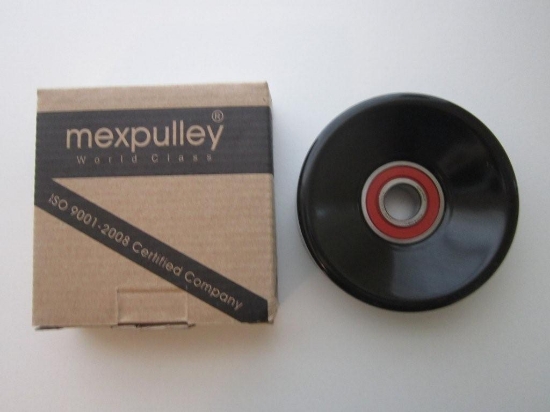 mexpulley®
World Class
ISO 9001-2008 Certified Company